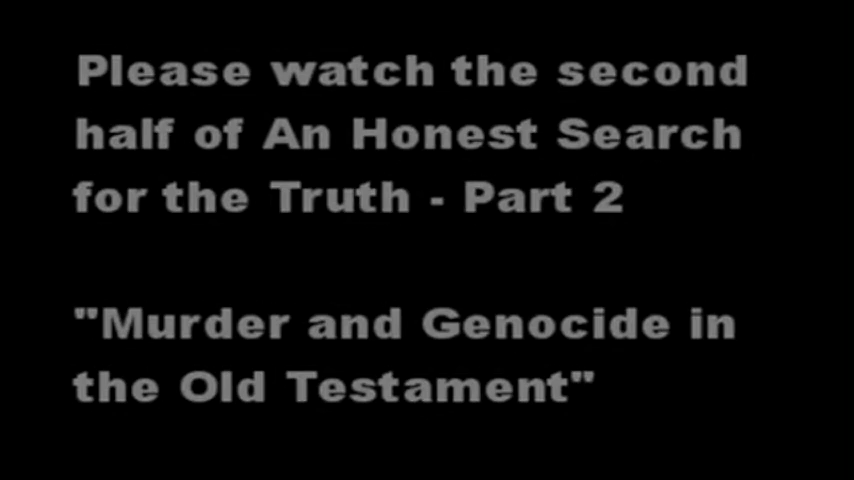 Please watch the second
half of An Honest Search
for the Truth - Part 2
"Murder and Genocide in
the Old Testament"